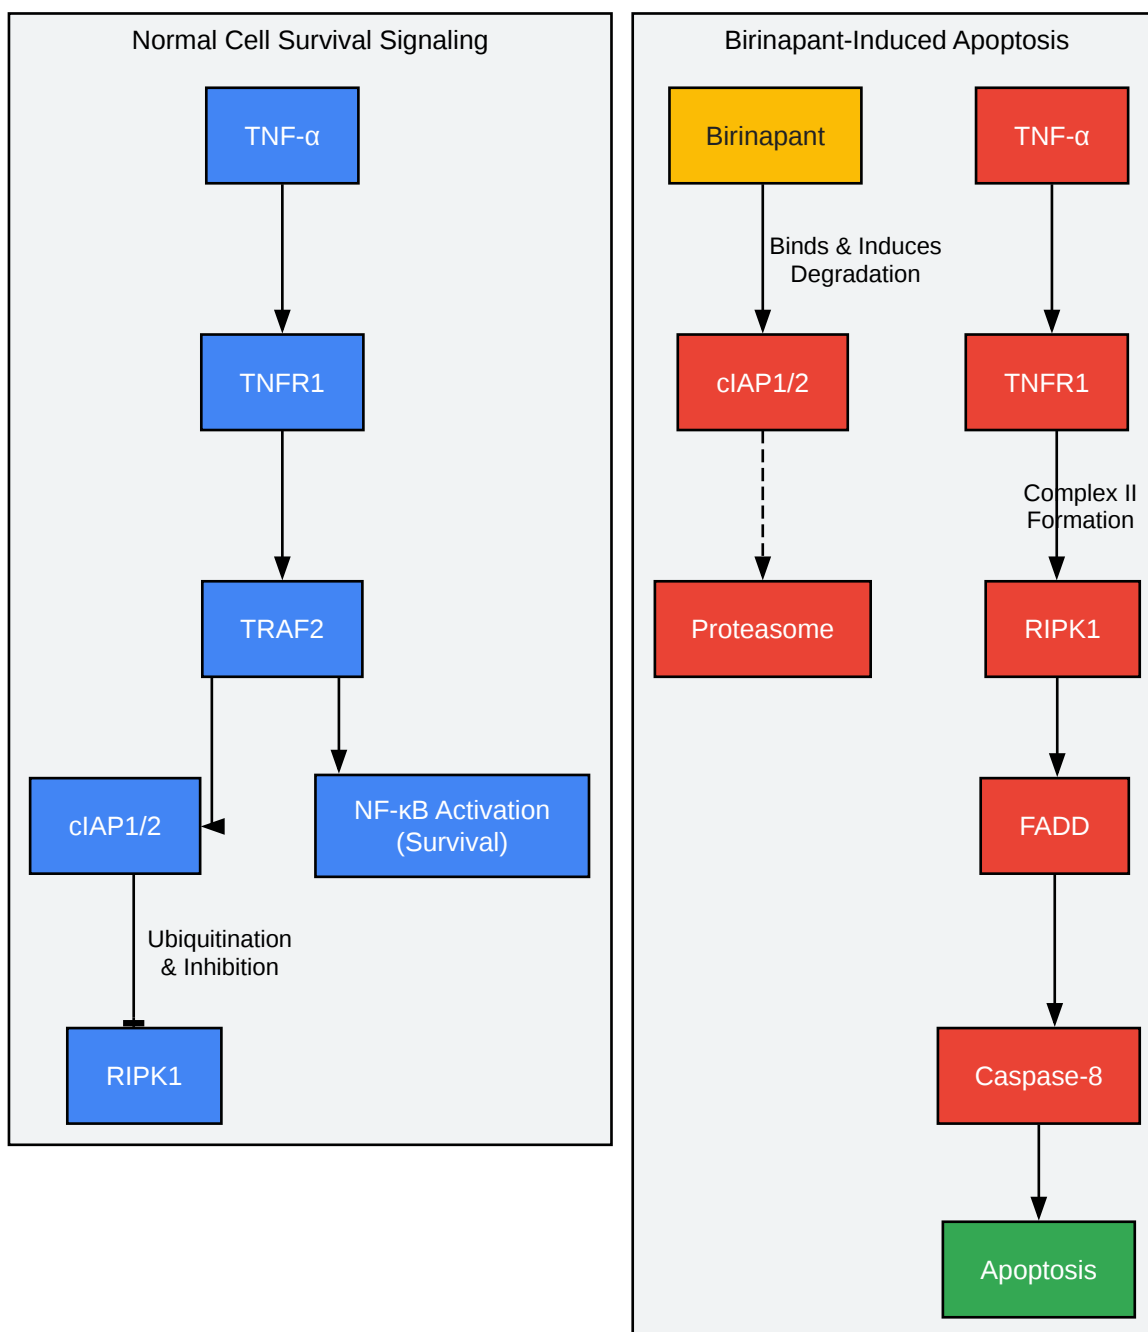 Normal Cell Survival Signaling
TNF-α
TNFR1
TRAF2
cIAP1/2
NF-κB Activation
(Survival)
Ubiquitination
& Inhibition
RIPK1
Birinapant-Induced Apoptosis
Birinapant
TNF-α
Binds & Induces
Degradation
cIAP1/2
TNFR1
Complex II
Formation
Proteasome
RIPK1
FADD
Caspase-8
Apoptosis